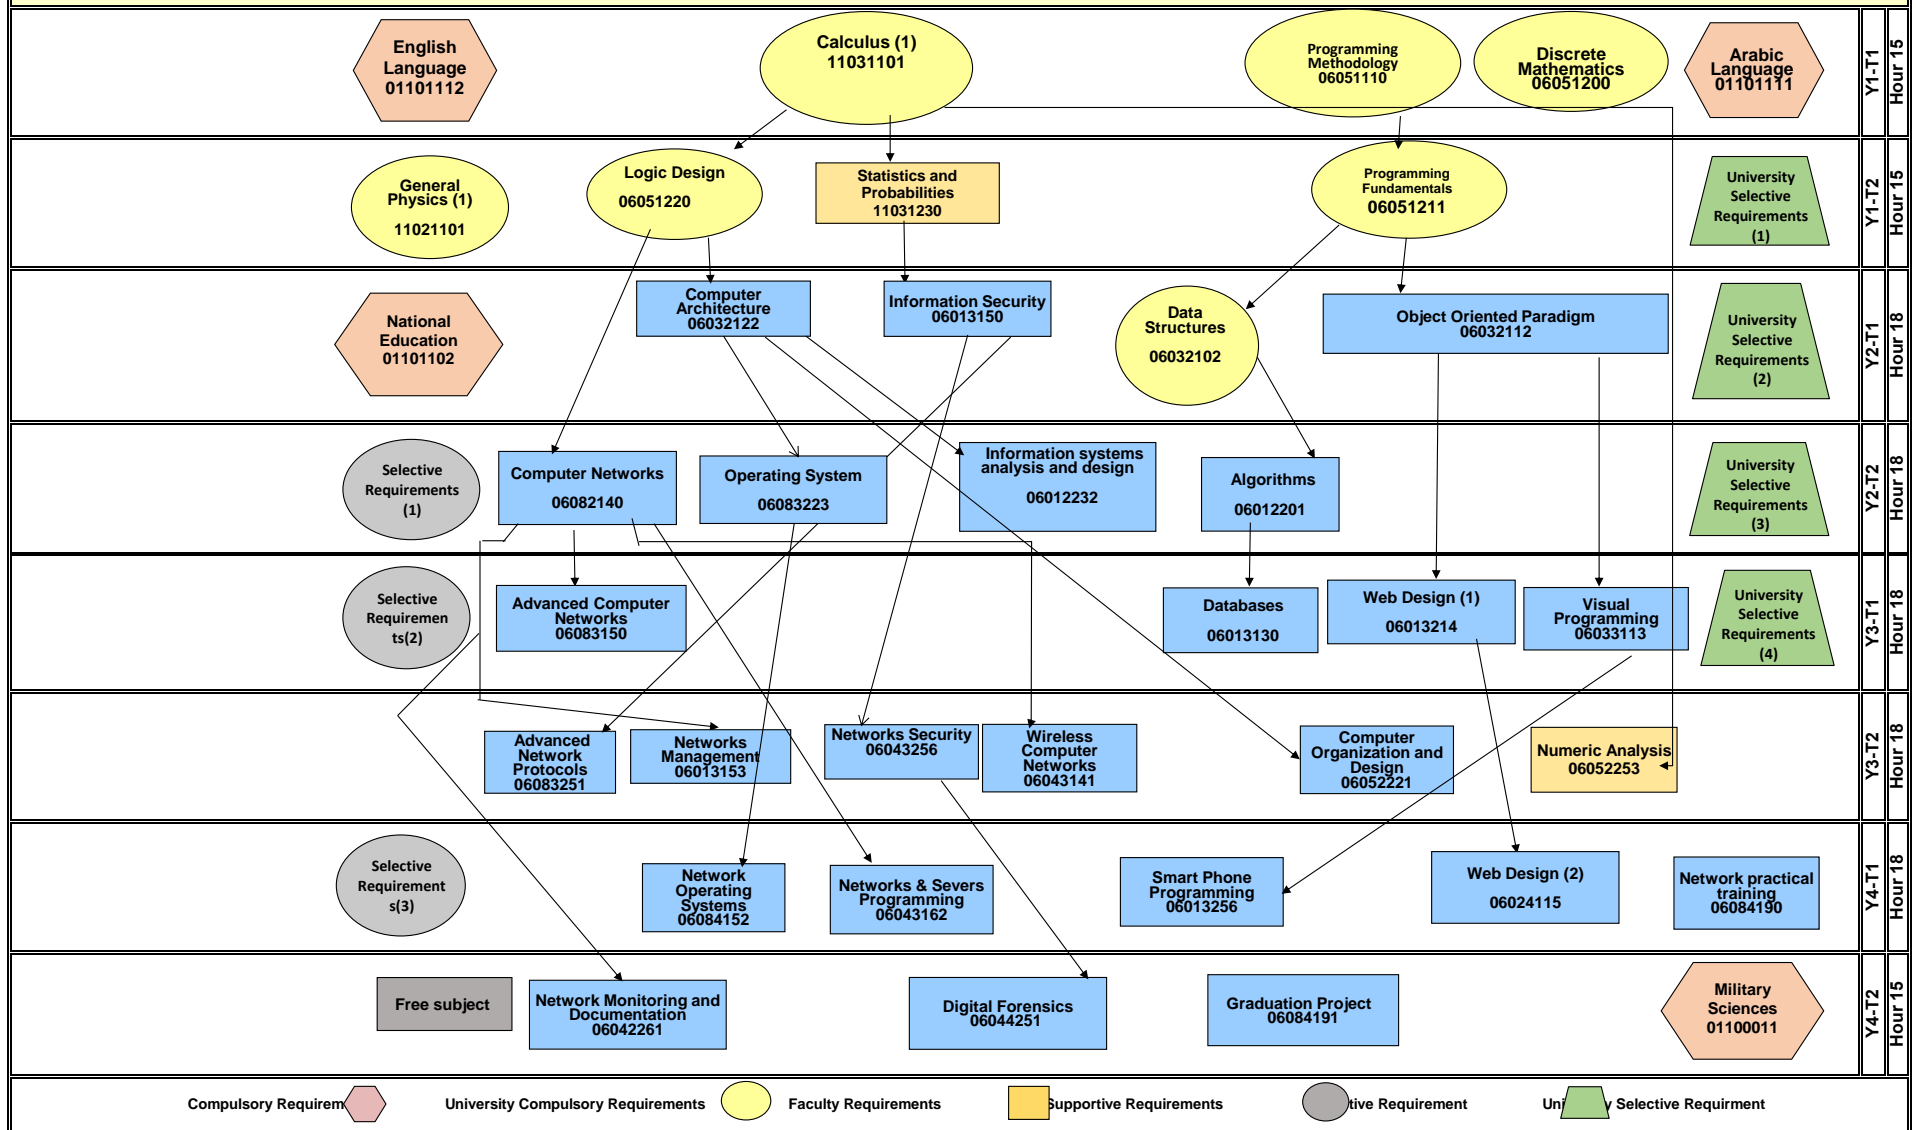 English
Language
01101112
Calculus (1)
11031101
Programming
Methodology
06051110
Discrete
Mathematics
06051200
Arabic
Language
01101111
Y1-T1
Hour 15
General
Physics (1)
11021101
Logic Design
06051220
Statistics and
Probabilities
11031230
Programming
Fundamentals
06051211
University
Selective
Requirements
(1)
Y1-T2
Hour 15
National
Education
01101102
Computer
Architecture
06032122
Information Security
06013150
Data
Structures
06032102
Object Oriented Paradigm
06032112
University
Selective
Requirements
(2)
Y2-T1
Hour 18
Selective
Requirements
(1)
Computer Networks
06082140
Operating System
06083223
Information systems
analysis and design
06012232
Algorithms
06012201
University
Selective
Requirements
(3)
Y2-T2
Hour 18
Selective
Requiremen
ts(2)
Advanced Computer
Networks
06083150
Databases
06013130
Web Design (1)
06013214
Visual
Programming
06033113
University
Selective
Requirements
(4)
Y3-T1
Hour 18
Advanced
Network
Protocols
06083251
Networks
Management
06013153
Networks Security
06043256
Wireless
Computer
Networks
06043141
Computer
Organization and
Design
06052221
Numeric Analysis
06052253
Y3-T2
Hour 18
Selective
Requirement
s(3)
Network
Operating
Systems
06084152
Networks & Severs
Programming
06043162
Smart Phone
Programming
06013256
Web Design (2)
06024115
Network practical
training
06084190
Y4-T1
Hour 18
Free subject
Network Monitoring and
Documentation
06042261
Digital Forensics
06044251
Graduation Project
06084191
Military
Sciences
01100011
Y4-T2
Hour 15
Compulsory Requirem
University Compulsory Requirements
Faculty Requirements
Supportive Requirements
tive Requirement
Uni y Selective Requirment